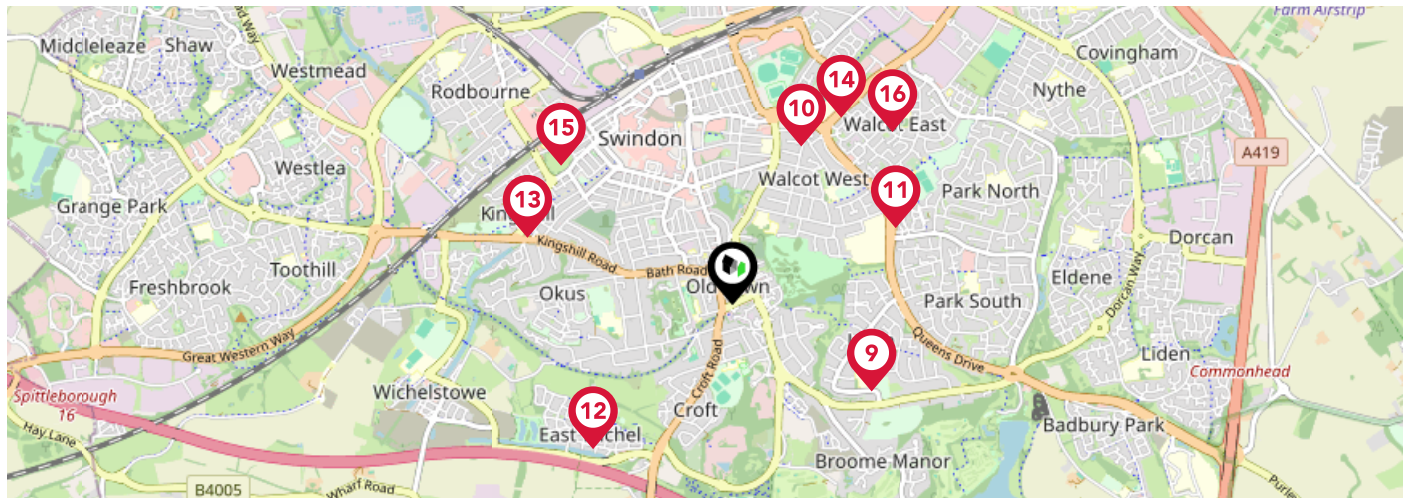 Farm Airstrip
Midcleleaze
Shaw
Covingham
Westmead
Rodbourne
Nythe
14
16
10
15
Swindon
Walcot East
A419
Westlea
Walcot West
Park North
11
13
Grange Park
Kingshill Road
Dorcan
Bath Road
Toothill
Eldene
Freshbrook
Okus
Park South
Dorcan Way
Great Western Way
Croft Road
Queens Drive
9
Liden
Commonhead
Wichelstowe
Spittleborough
16
12
Croft
Hay Lane
Badbury Park
Broome Manor
B4005
Wharf Road